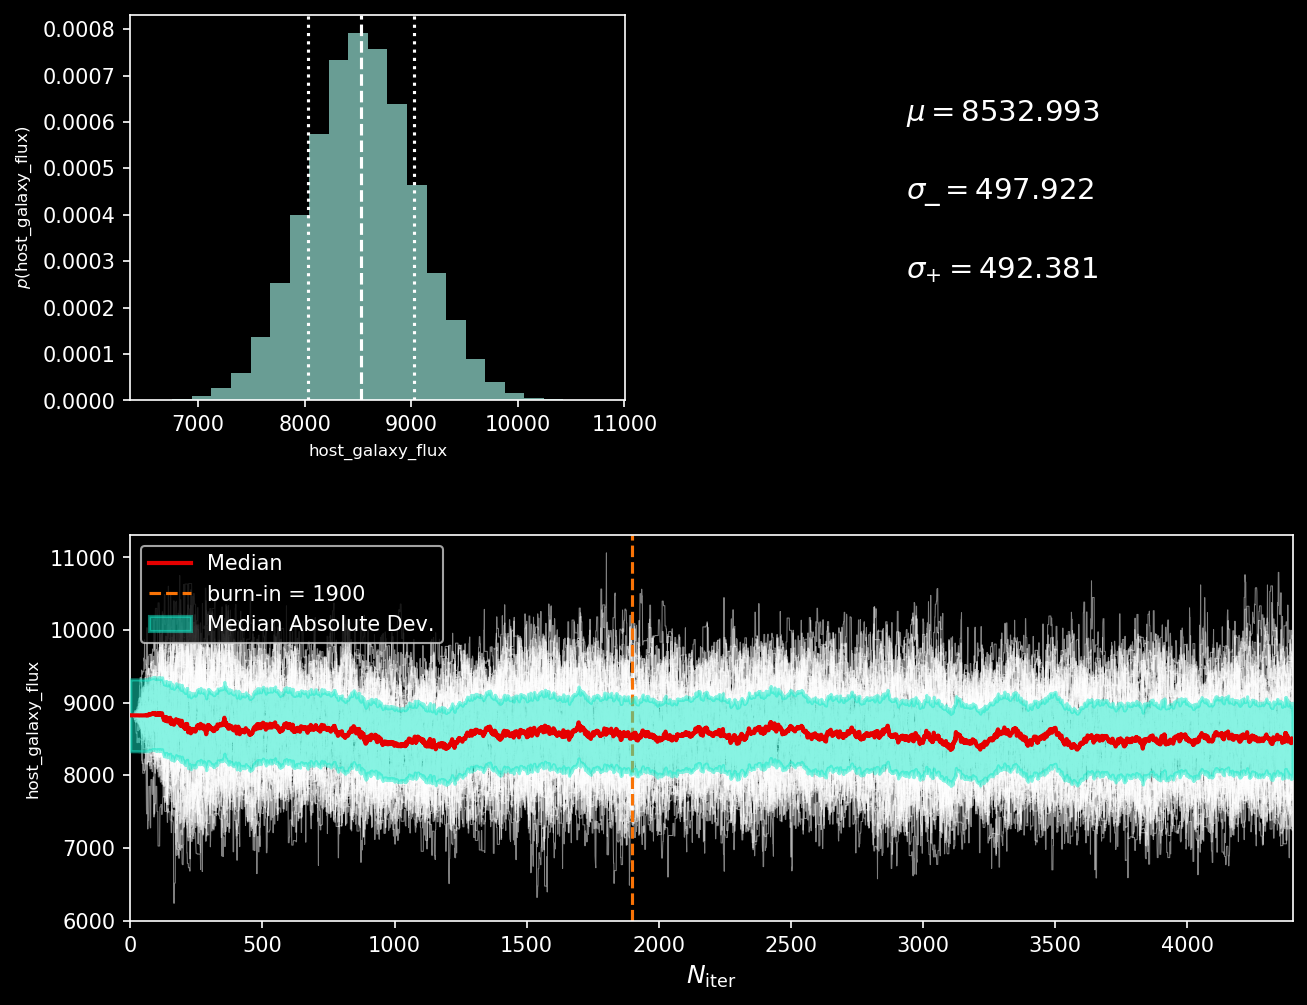 0.0008
0.0007
0.0006
0.0005
0.0004
0.0003
0.0002
0.0001
0.0000
p(host_galaxy_flux)
7000 8000 9000 10000 11000
host_galaxy_flux
μ = 8532.993
σ_ = 497.922
σ+ = 492.381
11000
10000
9000
8000
7000
6000
host_galaxy_flux
Median
burn-in = 1900
Median Absolute Dev.
0 500 1000 1500 2000 2500 3000 3500 4000
Niter